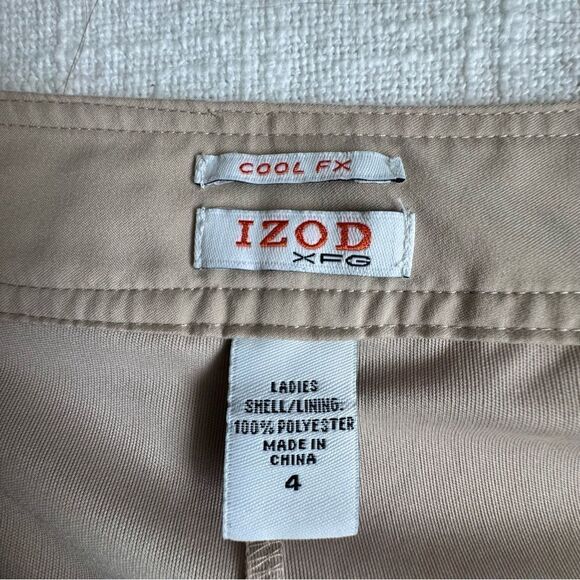 COOL FX
IZOD
XFG
LADIES
SHELL/LINING:
100% POLYESTER
MADE IN
CHINA
4